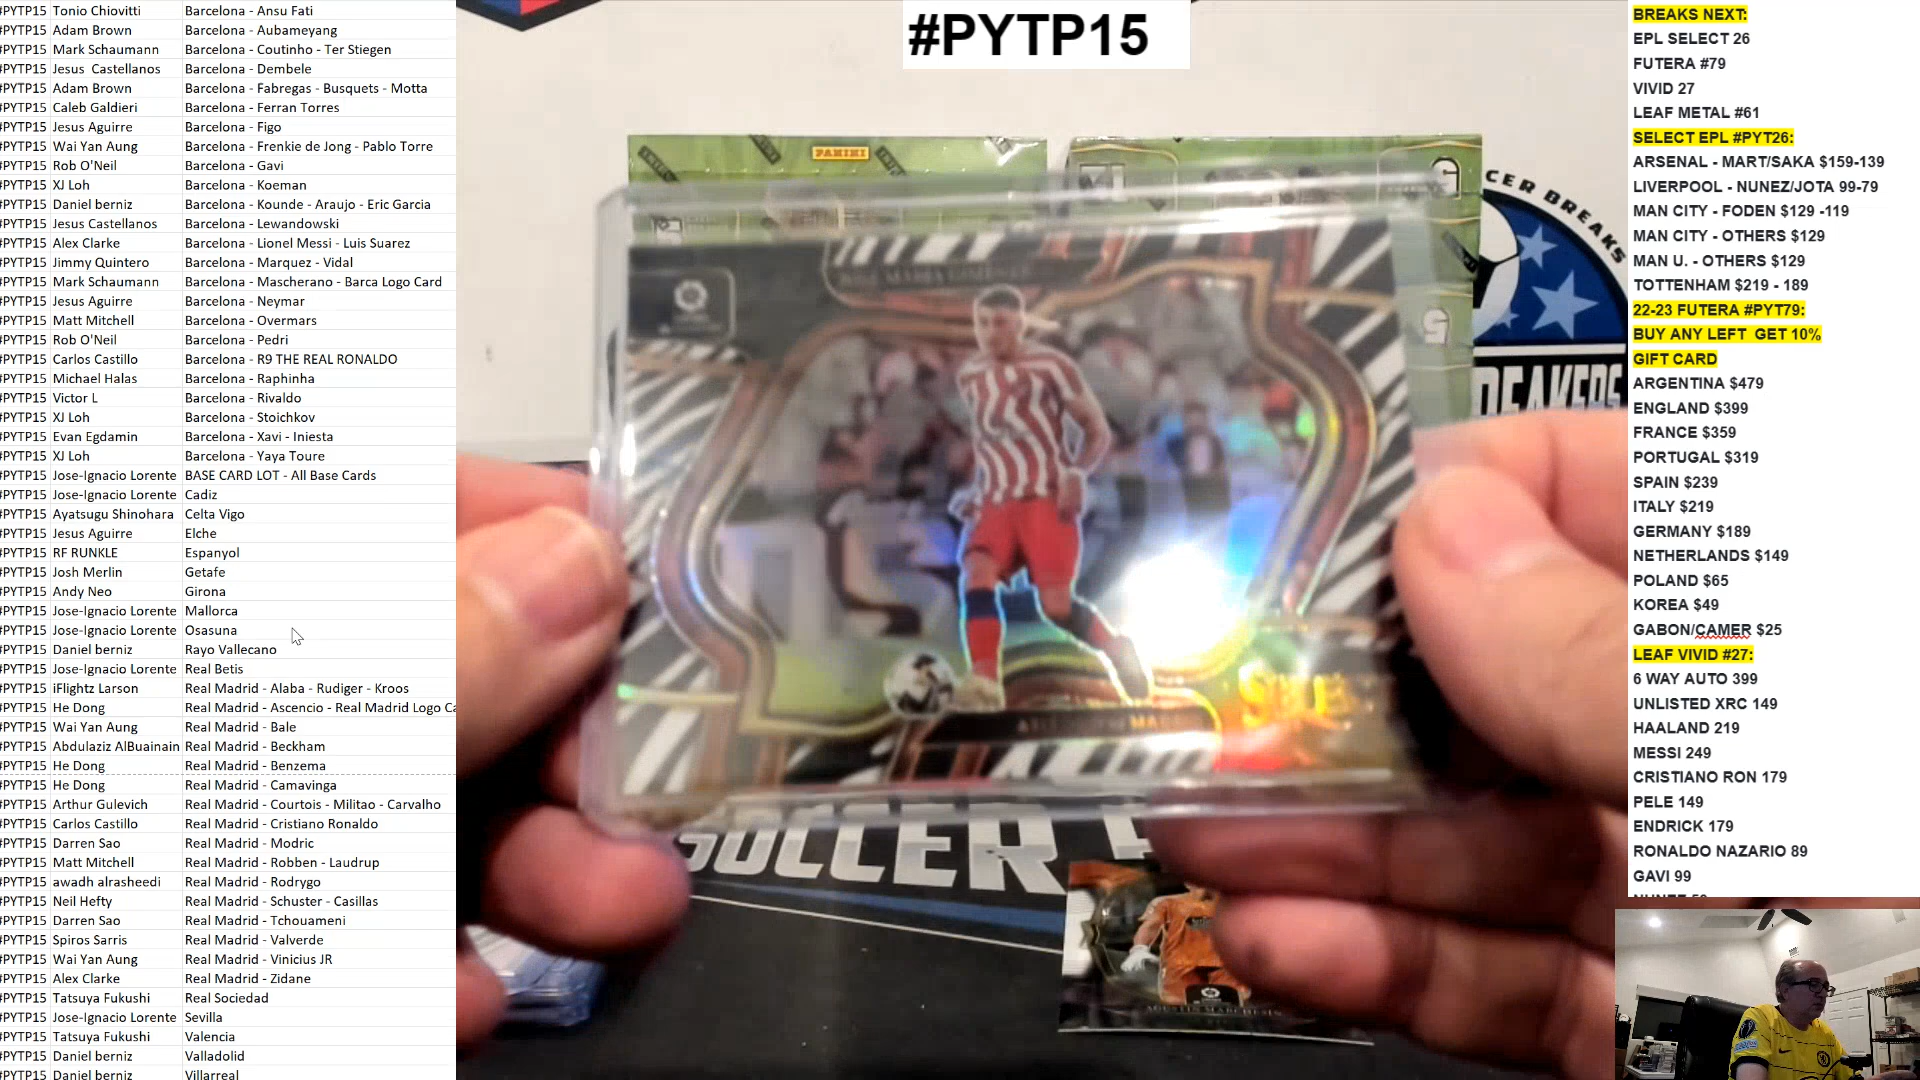 #PYTP15 Tonio Chiovitti Barcelona - Ansu Fati
#PYTP15 Adam Brown Barcelona - Aubameyang
#PYTP15 Mark Schaumann Barcelona - Coutinho - Ter Stiegen
#PYTP15 Jesus Castellanos Barcelona - Dembele
#PYTP15 Adam Brown Barcelona - Fabregas - Busquets - Motta
#PYTP15 Caleb Galdieri Barcelona - Ferran Torres
#PYTP15 Jesus Aguirre Barcelona - Figo
#PYTP15 Wai Yan Aung Barcelona - Frenkie de Jong - Pablo Torre
#PYTP15 Rob O'Neil Barcelona - Gavi
#PYTP15 XJ Loh Barcelona - Koeman
#PYTP15 Daniel berniz Barcelona - Kounde - Araujo - Eric Garcia
#PYTP15 Jesus Castellanos Barcelona - Lewandowski
#PYTP15 Alex Clarke Barcelona - Lionel Messi - Luis Suarez
#PYTP15 Jimmy Quintero Barcelona - Marquez - Vidal
#PYTP15 Mark Schaumann Barcelona - Mascherano - Barca Logo Card
#PYTP15 Jesus Aguirre Barcelona - Neymar
#PYTP15 Matt Mitchell Barcelona - Overmars
#PYTP15 Rob O'Neil Barcelona - Pedri
#PYTP15 Carlos Castillo Barcelona - R9 THE REAL RONALDO
#PYTP15 Michael Halas Barcelona - Raphinha
#PYTP15 Victor L Barcelona - Rivaldo
#PYTP15 XJ Loh Barcelona - Stoichkov
#PYTP15 Evan Egdamin Barcelona - Xavi - Iniesta
#PYTP15 XJ Loh Barcelona - Yaya Toure
#PYTP15 Jose-Ignacio Lorente BASE CARD LOT - All Base Cards
#PYTP15 Jose-Ignacio Lorente Cadiz
#PYTP15 Ayatsugu Shinohara Celta Vigo
#PYTP15 Jesus Aguirre Elche
#PYTP15 RF RUNKLE Espanyol
#PYTP15 Josh Merlin Getafe
#PYTP15 Andy Neo Girona
#PYTP15 Jose-Ignacio Lorente Mallorca
#PYTP15 Jose-Ignacio Lorente Osasuna
#PYTP15 Daniel berniz Rayo Vallecano
#PYTP15 Jose-Ignacio Lorente Real Betis
#PYTP15 iFlightz Larson Real Madrid - Alaba - Rudiger - Kroos
#PYTP15 He Dong Real Madrid - Ascencio - Real Madrid Logo Ca
#PYTP15 Wai Yan Aung Real Madrid - Bale
#PYTP15 Abdulaziz AlBuainain Real Madrid - Beckham
#PYTP15 He Dong Real Madrid - Benzema
#PYTP15 He Dong Real Madrid - Camavinga
#PYTP15 Arthur Gulevich Real Madrid - Courtois - Militao - Carvalho
#PYTP15 Carlos Castillo Real Madrid - Cristiano Ronaldo
#PYTP15 Darren Sao Real Madrid - Modric
#PYTP15 Matt Mitchell Real Madrid - Robben - Laudrup
#PYTP15 awadh alrasheedi Real Madrid - Rodrygo
#PYTP15 Neil Hefty Real Madrid - Schuster - Casillas
#PYTP15 Darren Sao Real Madrid - Tchouameni
#PYTP15 Spiros Sarris Real Madrid - Valverde
#PYTP15 Wai Yan Aung Real Madrid - Vinicius JR
#PYTP15 Alex Clarke Real Madrid - Zidane
#PYTP15 Tatsuya Fukushi Real Sociedad
#PYTP15 Jose-Ignacio Lorente Sevilla
#PYTP15 Tatsuya Fukushi Valencia
#PYTP15 Daniel berniz Valladolid
#PYTP15 Daniel berniz Villarreal
#PYTP15
PANINI
CER BREAKS
BREAKERS
SOCCER
BREAKS NEXT:
EPL SELECT 26
FUTERA #79
VIVID 27
LEAF METAL #61
SELECT EPL #PYT26:
ARSENAL - MART/SAKA $159-139
LIVERPOOL - NUNEZ/JOTA 99-79
MAN CITY - FODEN $129 -119
MAN CITY - OTHERS $129
MAN U. - OTHERS $129
TOTTENHAM $219 - 189
22-23 FUTERA #PYT79:
BUY ANY LEFT GET 10%
GIFT CARD
ARGENTINA $479
ENGLAND $399
FRANCE $359
PORTUGAL $319
SPAIN $239
ITALY $219
GERMANY $189
NETHERLANDS $149
POLAND $65
KOREA $49
GABON/CAMER $25
LEAF VIVID #27:
6 WAY AUTO 399
UNLISTED XRC 149
HAALAND 219
MESSI 249
CRISTIANO RON 179
PELE 149
ENDRICK 179
RONALDO NAZARIO 89
GAVI 99